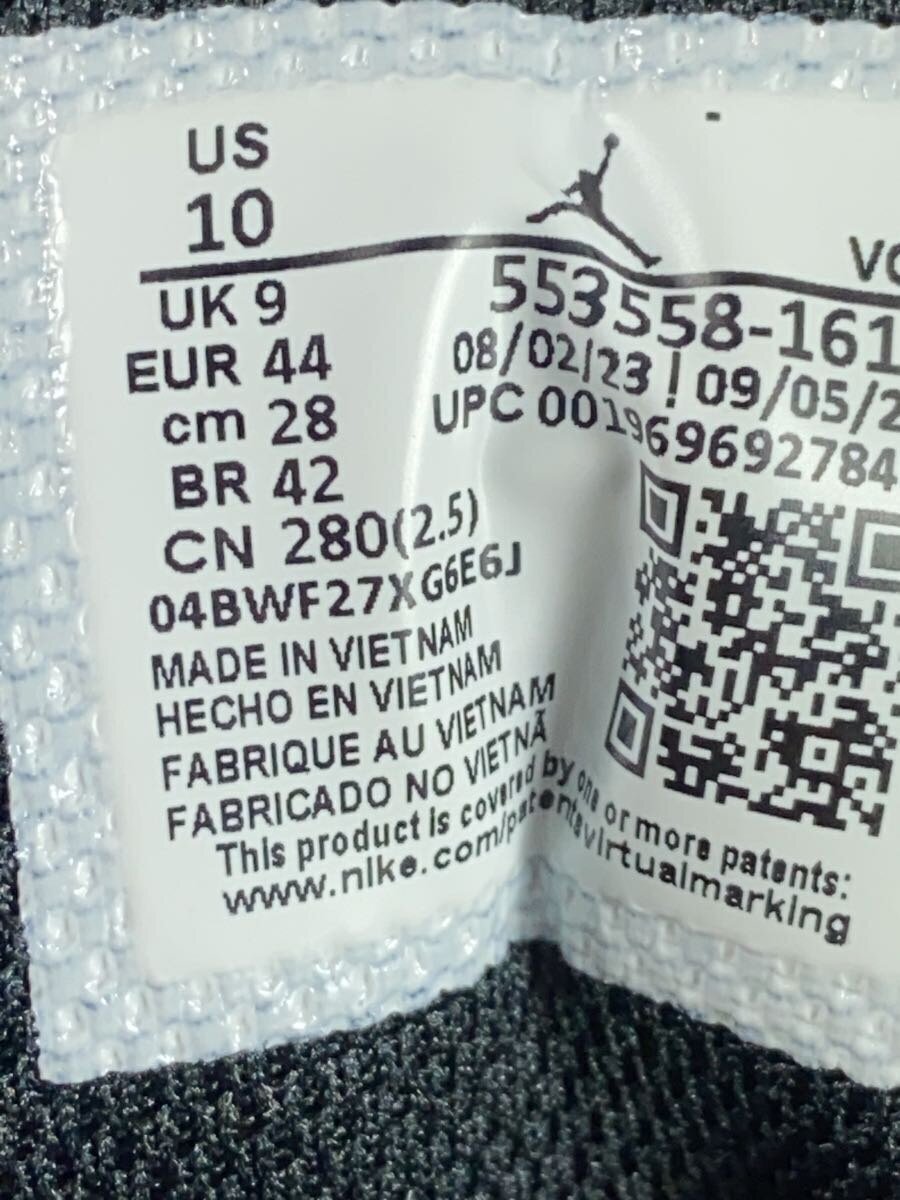 US
10
UK 9
EUR 44
cm 28
BR 42
CN 280(2.5)
04BWF27XG6E6J
MADE IN VIETNAM
HECHO EN VIETNAM
FABRIQUE AU VIETNAM
FABRICADO NO VIETNÃ
VO
553558-161
08/02/23 ! 09/05/2
UPC 00196969692784
This product is covered by one or more patents:
www.nike.com/patentsvirtualmarking